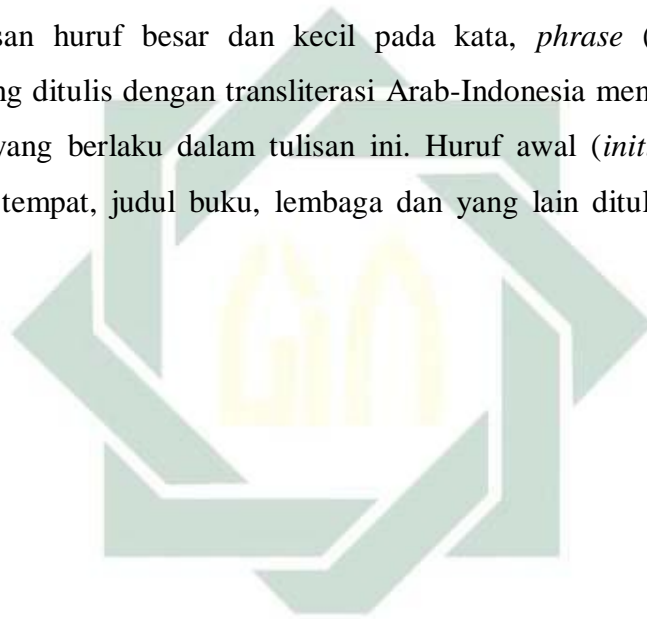 san huruf besar dan kecil pada kata, phrase (
ng ditulis dengan transliterasi Arab-Indonesia men
yang berlaku dalam tulisan ini. Huruf awal (init
tempat, judul buku, lembaga dan yang lain ditul